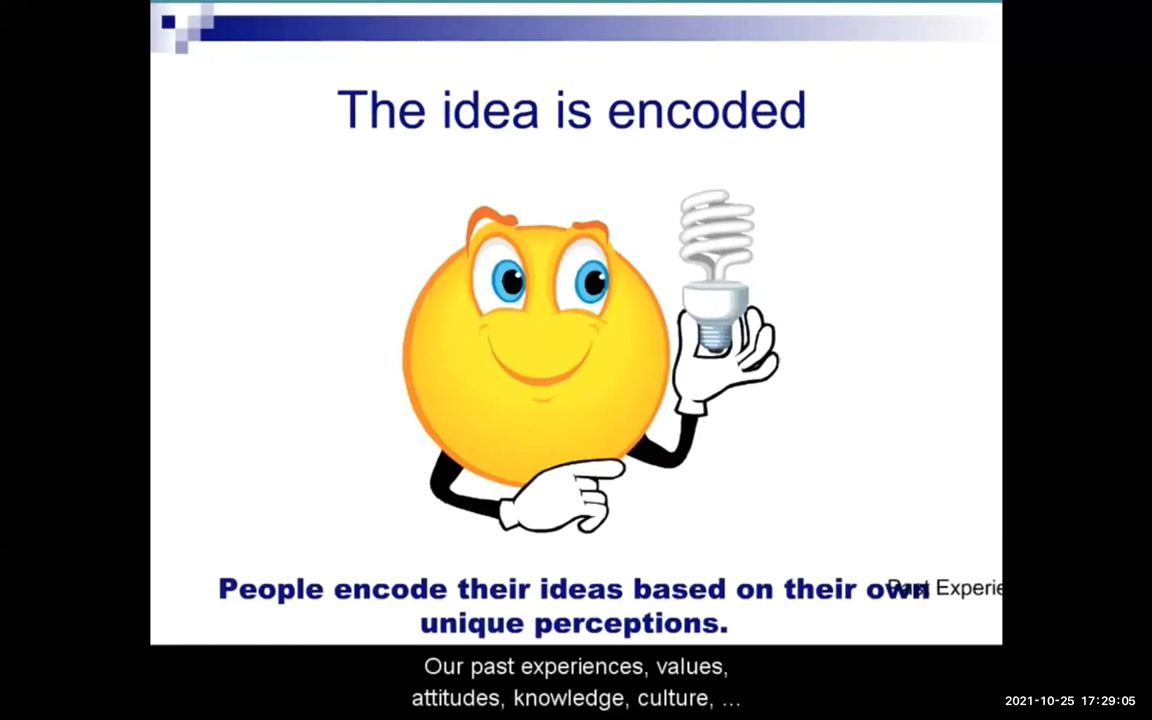 The idea is encoded
People encode their ideas based on their own
Past Experie
unique perceptions.
Our past experiences, values,
attitudes, knowledge, culture, ...
2021-10-25 17:29:05